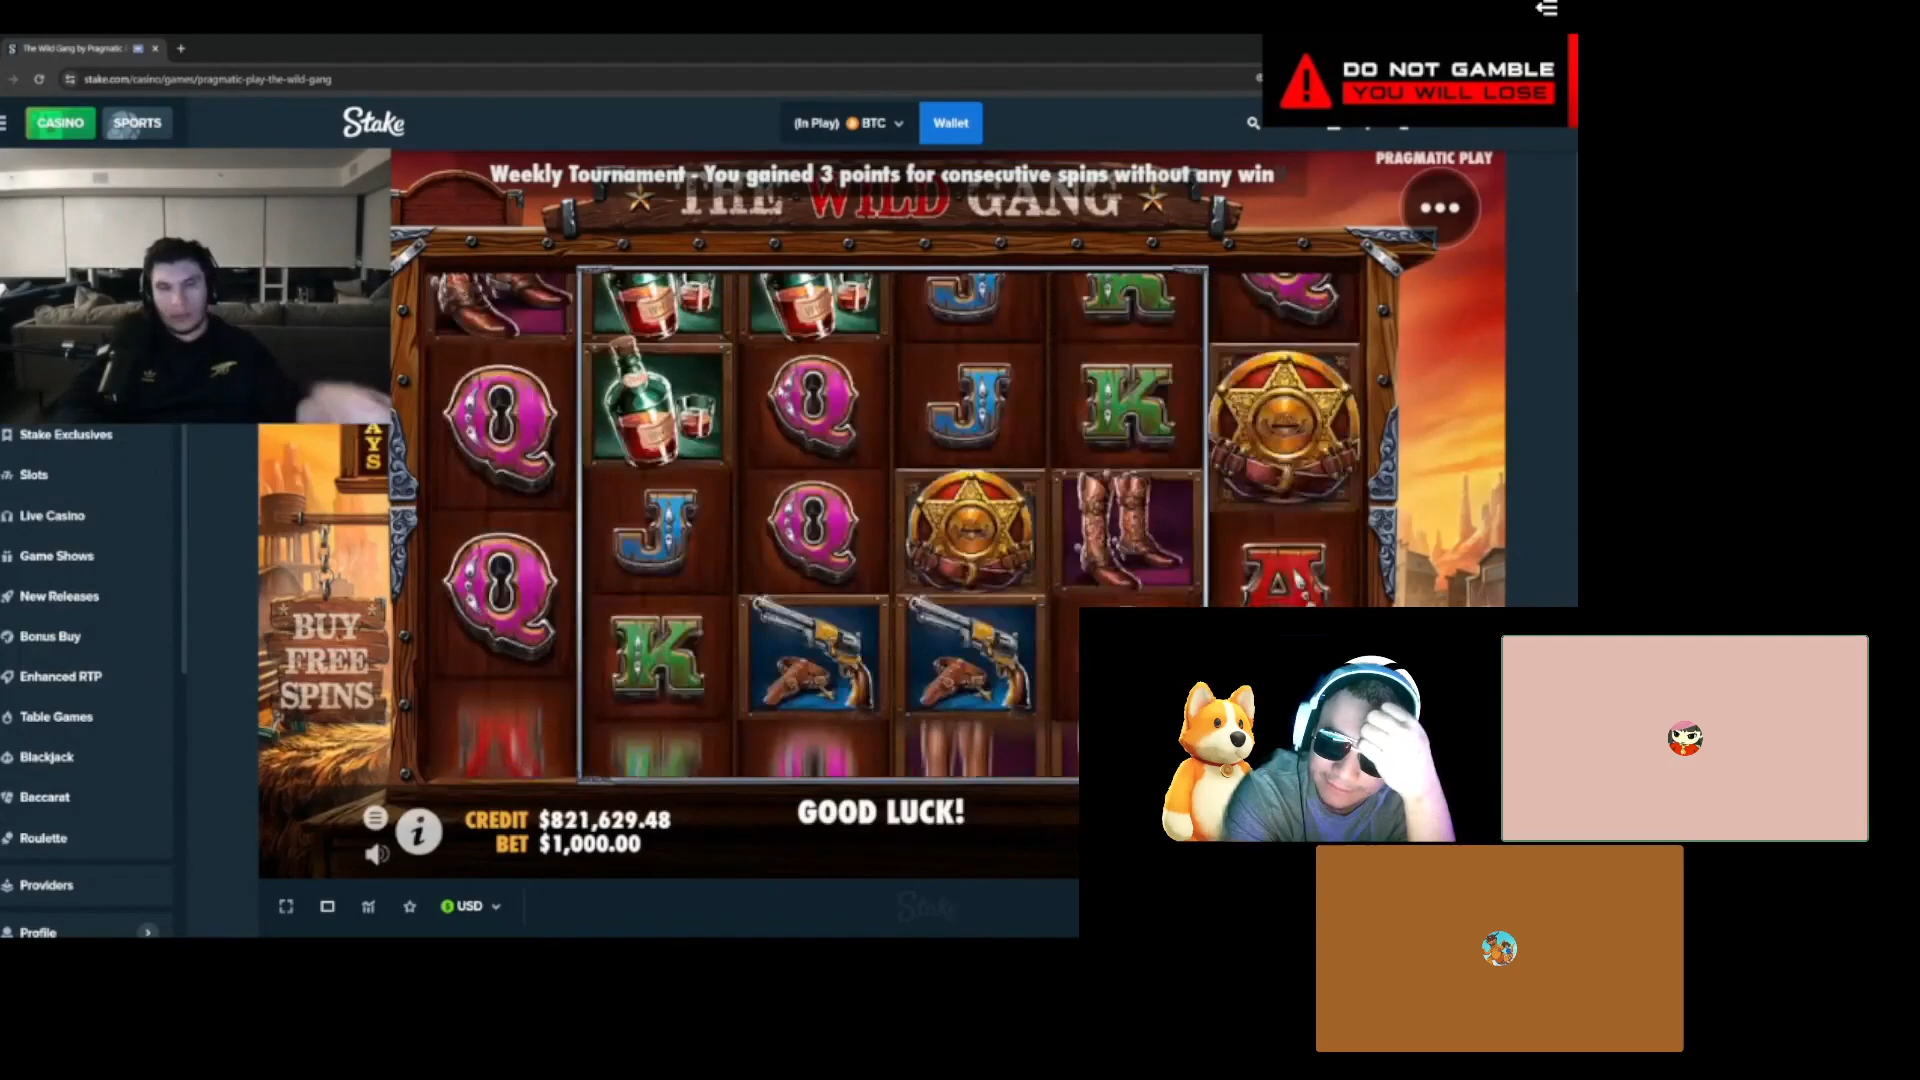 The Wild Gang by Pragmatic
stake.com/casino/games/pragmatic-play-the-wild-gang
DO NOT GAMBLE
YOU WILL LOSE
CASINO
SPORTS
Stake
(In Play) BTC
Wallet
PRAGMATIC PLAY
Weekly Tournament - You gained 3 points for consecutive spins without any win
THE WILD GANG
J
K
Q
Q
Q
J
K
AYS
Stake Exclusives
Slots
Live Casino
Game Shows
New Releases
Bonus Buy
Enhanced RTP
Table Games
Blackjack
Baccarat
Roulette
Providers
Profile
Q
J
Q
A
K
BUY
FREE
SPINS
CREDIT $821,629.48
BET $1,000.00
GOOD LUCK!
USD
Stake